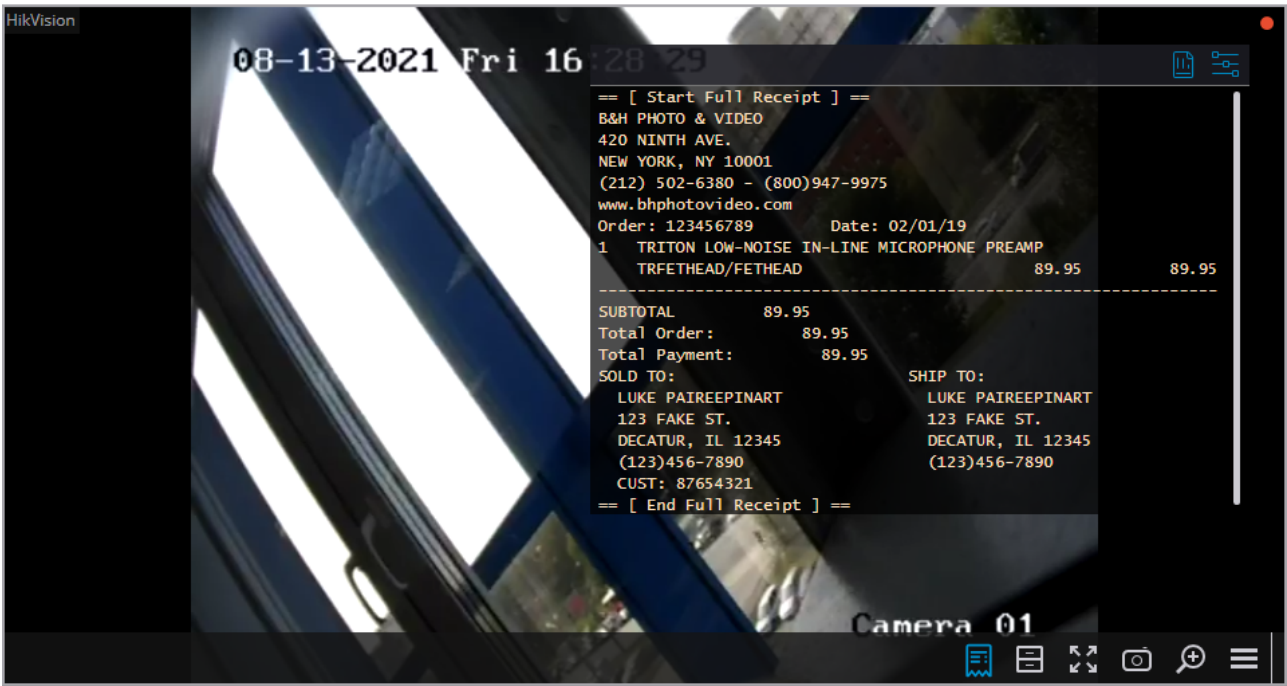 HikVision
08-13-2021 Fri 16:28:29
== [ Start Full Receipt ] ==
B&H PHOTO & VIDEO
420 NINTH AVE.
NEW YORK, NY 10001
(212) 502-6380 - (800)947-9975
www.bhphotovideo.com
Order: 123456789 Date: 02/01/19
1 TRITON LOW-NOISE IN-LINE MICROPHONE PREAMP
TRFETHEAD/FETHEAD 89.95 89.95
----------------------------------------------------------------
SUBTOTAL 89.95
Total Order: 89.95
Total Payment: 89.95
SOLD TO: SHIP TO:
LUKE PAIREEPINART LUKE PAIREEPINART
123 FAKE ST. 123 FAKE ST.
DECATUR, IL 12345 DECATUR, IL 12345
(123)456-7890 (123)456-7890
CUST: 87654321
== [ End Full Receipt ] ==
Camera 01